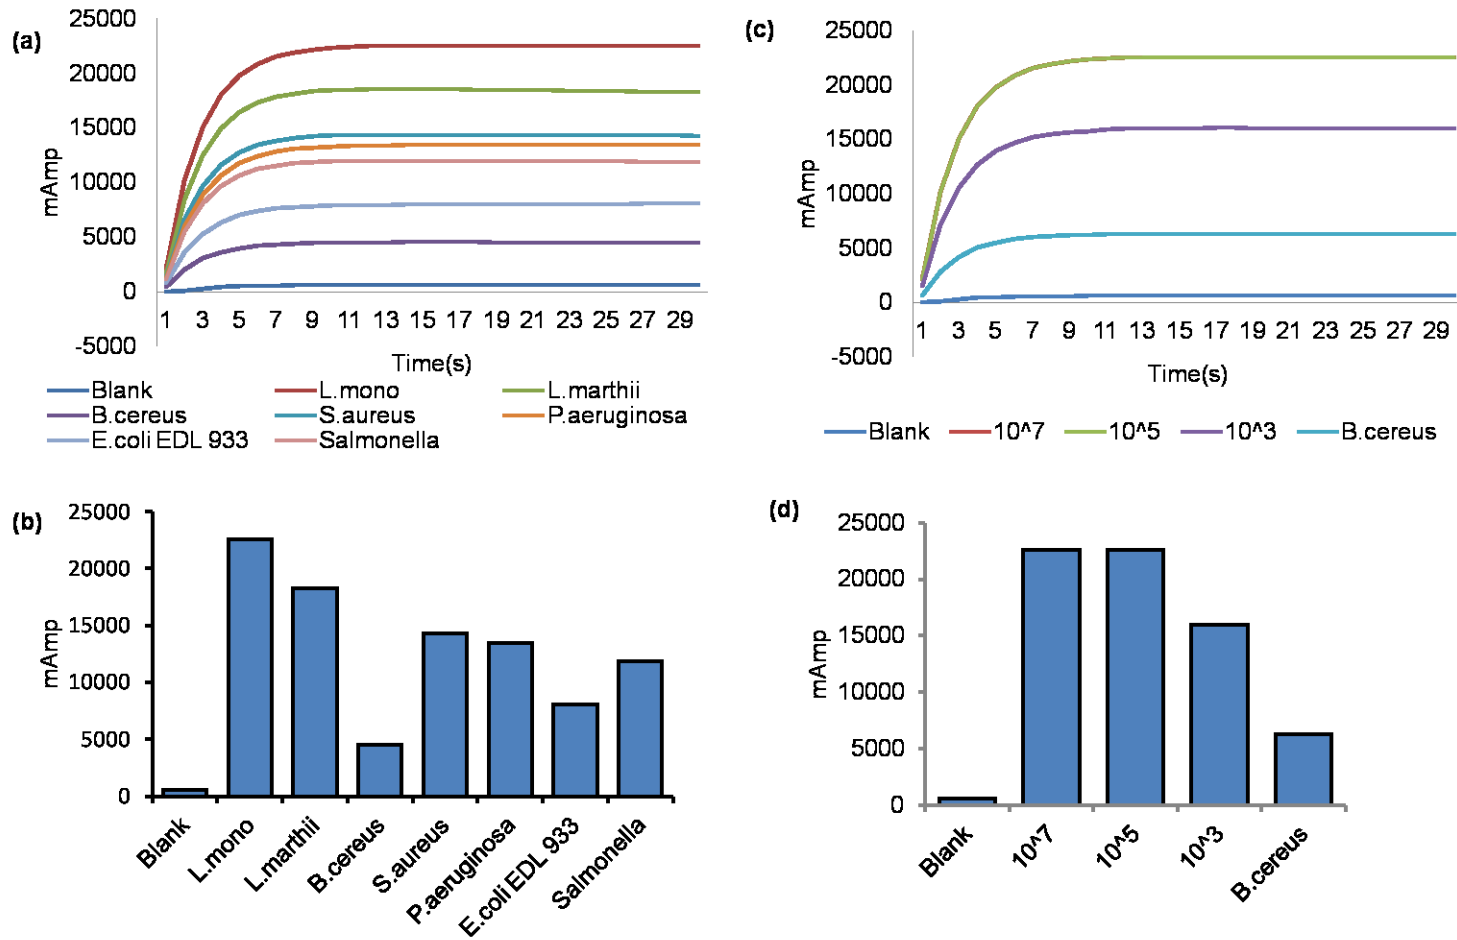 (a)
25000
20000
15000
10000
5000
0
-5000
mAmp
1 3 5 7 9 11 13 15 17 19 21 23 25 27 29
Time(s)
Blank L.mono L.marthii
B.cereus S.aureus P.aeruginosa
E.coli EDL 933 Salmonella
(c)
25000
20000
15000
10000
5000
0
-5000
mAmp
1 3 5 7 9 11 13 15 17 19 21 23 25 27 29
Time(s)
Blank 10^7 10^5 10^3 B.cereus
(b)
25000
20000
15000
10000
5000
0
mAmp
Blank
L.mono
L.marthii
B.cereus
S.aureus
P.aeruginosa
E.coli EDL 933
Salmonella
(d)
25000
20000
15000
10000
5000
0
mAmp
Blank
10^7
10^5
10^3
B.cereus